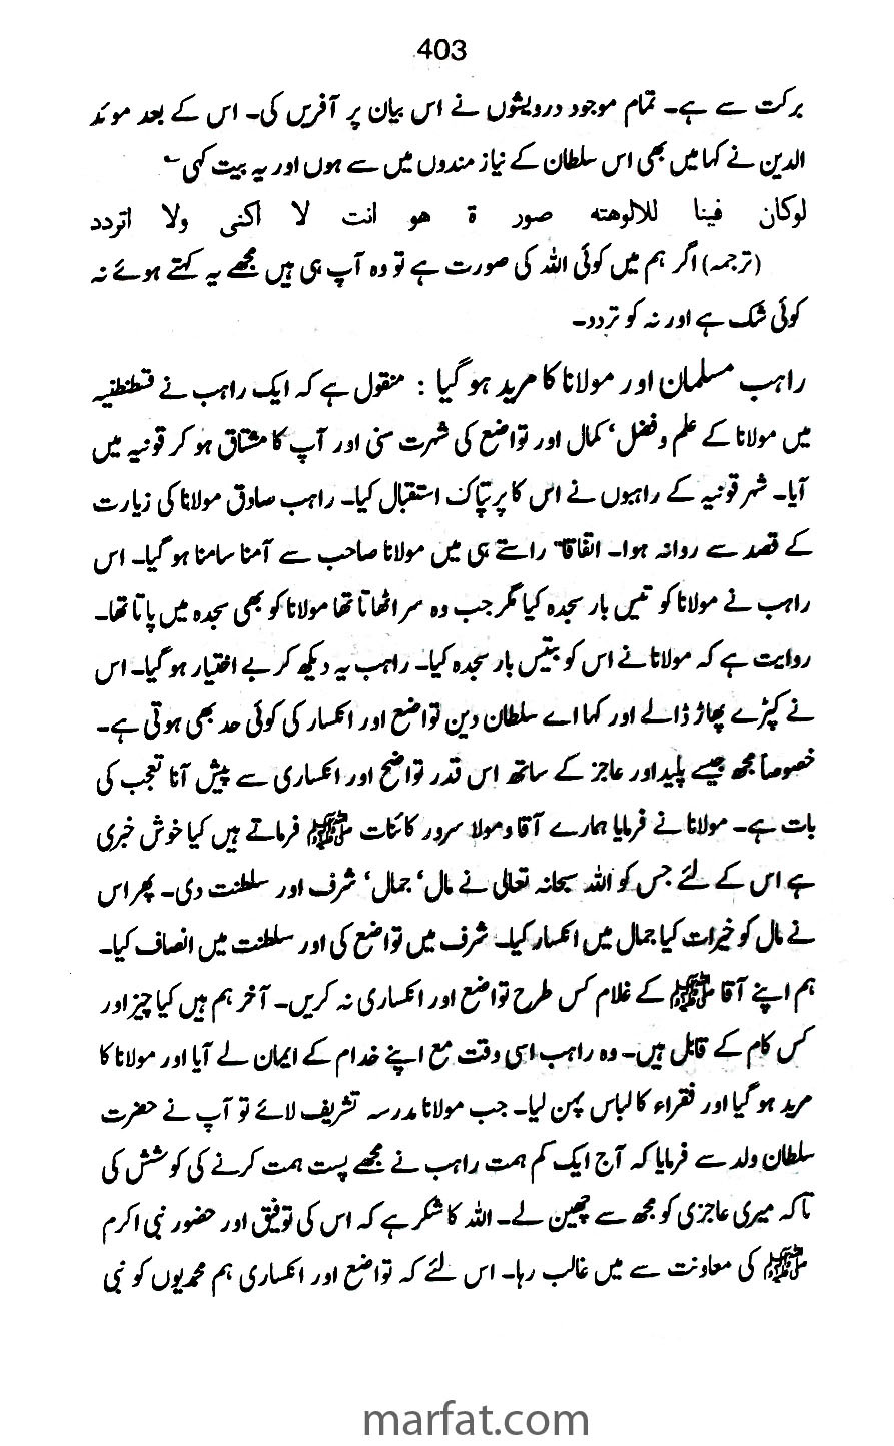 403
برکت سے ہے۔ تمام موجود درویشوں نے اس بیان پر آفریں کی۔ اس کے بعد موئد
الدین نے کہا میں بھی اس سلطان کے نیاز مندوں میں سے ہوں اور یہ بیت کہی ؎
لوکان فینا للالوھتہ صور ة ھو انت لا اکنی ولا اتردد
(ترجمہ) اگر ہم میں کوئی اللہ کی صورت ہے تو وہ آپ ہی ہیں مجھے یہ کہتے ہوئے نہ
کوئی شک ہے اور نہ کو تردد۔
راہب مسلمان اور مولانا کا مرید ہو گیا : منقول ہے کہ ایک راہب نے قسطنطنیہ
میں مولانا کے علم و فضل‘ کمال اور تواضع کی شہرت سنی اور آپ کا مشتاق ہو کر قونیہ میں
آیا۔ شہر قونیہ کے راہبوں نے اس کا پرتپاک استقبال کیا۔ راہب صادق مولانا کی زیارت
کے قصد سے روانہ ہوا۔ اتفاقاً راستے ہی میں مولانا صاحب سے آمنا سامنا ہو گیا۔ اس
راہب نے مولانا کو تیس بار سجدہ کیا مگر جب وہ سر اٹھاتا تھا مولانا کو بھی سجدہ میں پاتا تھا۔
روایت ہے کہ مولانا نے اس کو بتیس بار سجدہ کیا۔ راہب یہ دیکھ کر بے اختیار ہو گیا۔ اس
نے کپڑے پھاڑ ڈالے اور کہا اے سلطان دین تواضع اور انکسار کی کوئی حد بھی ہوتی ہے۔
خصوصاً مجھ جیسے پلید اور عاجز کے ساتھ اس قدر تواضع اور انکساری سے پیش آنا تعجب کی
بات ہے۔ مولانا نے فرمایا ہمارے آقا و مولا سرور کائنات ﷺ فرماتے ہیں کیا خوش خبری
ہے اس کے لئے جس کو اللہ سبحانہ تعالی نے مال‘ جمال‘ شرف اور سلطنت دی۔ پھر اس
نے مال کو خیرات کیا جمال میں انکسار کیا۔ شرف میں تواضع کی اور سلطنت میں انصاف کیا۔
ہم اپنے آقا ﷺ کے غلام کس طرح تواضع اور انکساری نہ کریں۔ آخر ہم ہیں کیا چیز اور
کس کام کے قابل ہیں۔ وہ راہب اسی وقت مع اپنے خدام کے ایمان لے آیا اور مولانا کا
مرید ہو گیا اور فقراء کا لباس پہن لیا۔ جب مولانا مدرسہ تشریف لائے تو آپ نے حضرت
سلطان ولد سے فرمایا کہ آج ایک کم ہمت راہب نے مجھے پست ہمت کرنے کی کوشش کی
تاکہ میری عاجزی کو مجھ سے چھین لے۔ اللہ کا شکر ہے کہ اس کی توفیق اور حضور نبی اکرم
ﷺ کی معاونت سے میں غالب رہا۔ اس لئے کہ تواضع اور انکساری ہم محمدیوں کو نبی
marfat.com